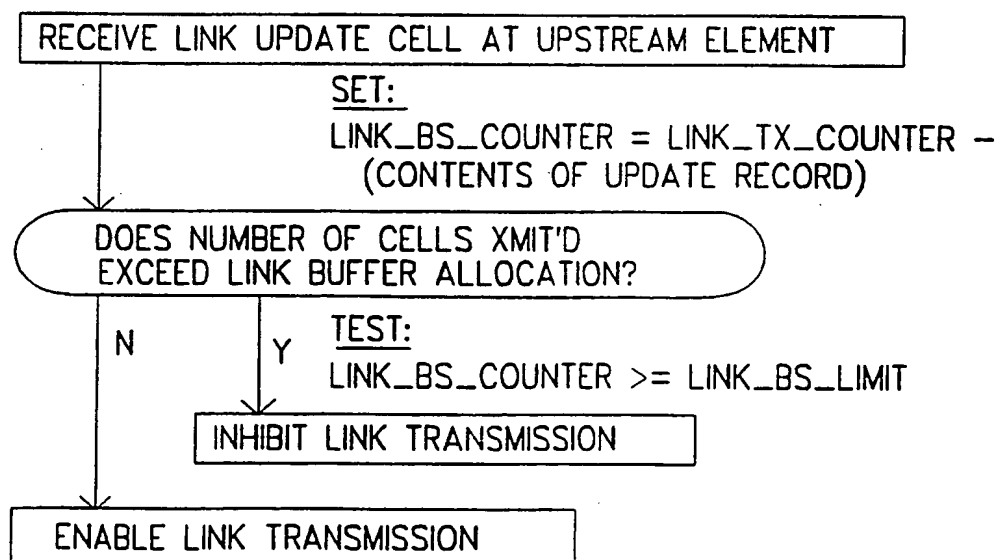 RECEIVE LINK UPDATE CELL AT UPSTREAM ELEMENT
SET:
LINK_BS_COUNTER = LINK_TX_COUNTER –
(CONTENTS OF UPDATE RECORD)
DOES NUMBER OF CELLS XMIT'D
EXCEED LINK BUFFER ALLOCATION?
N
Y
TEST:
LINK_BS_COUNTER >= LINK_BS_LIMIT
INHIBIT LINK TRANSMISSION
ENABLE LINK TRANSMISSION